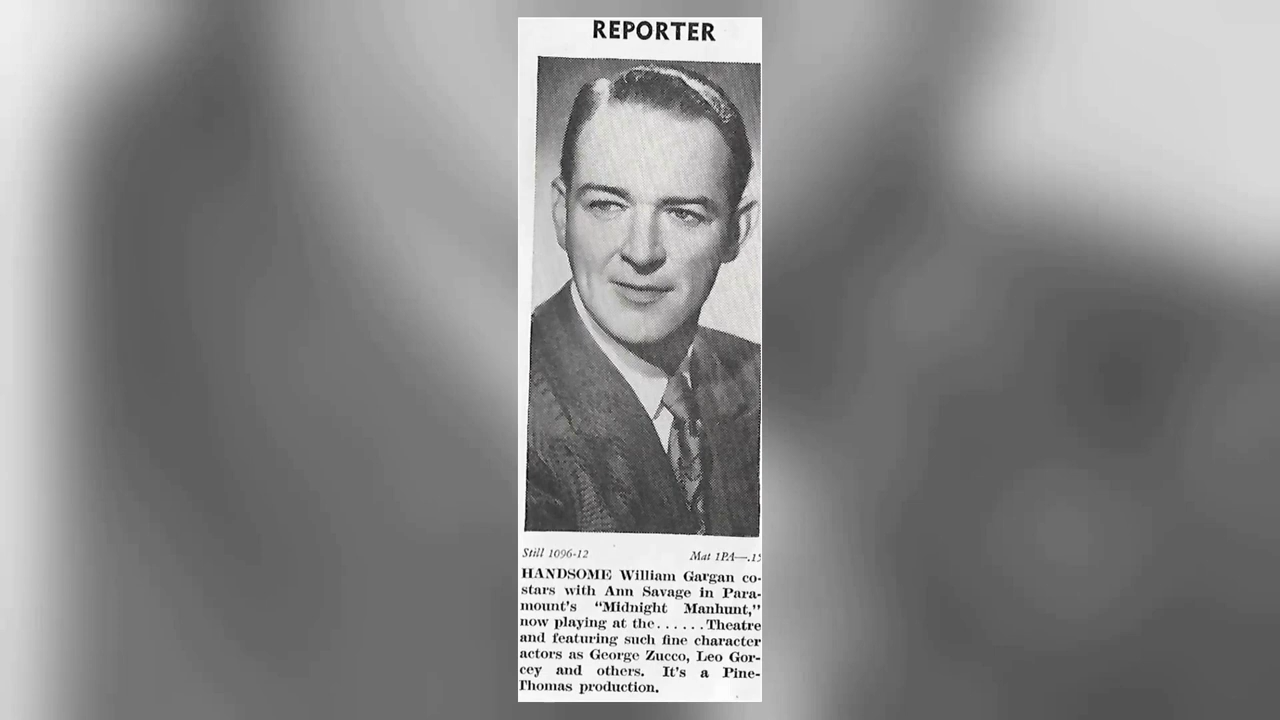 REPORTER
Still 1096-12 Mat 1PA—.15
HANDSOME William Gargan co-
stars with Ann Savage in Para-
mount's "Midnight Manhunt,"
now playing at the......Theatre
and featuring such fine character
actors as George Zucco, Leo Gor-
cey and others. It's a Pine-
Thomas production.